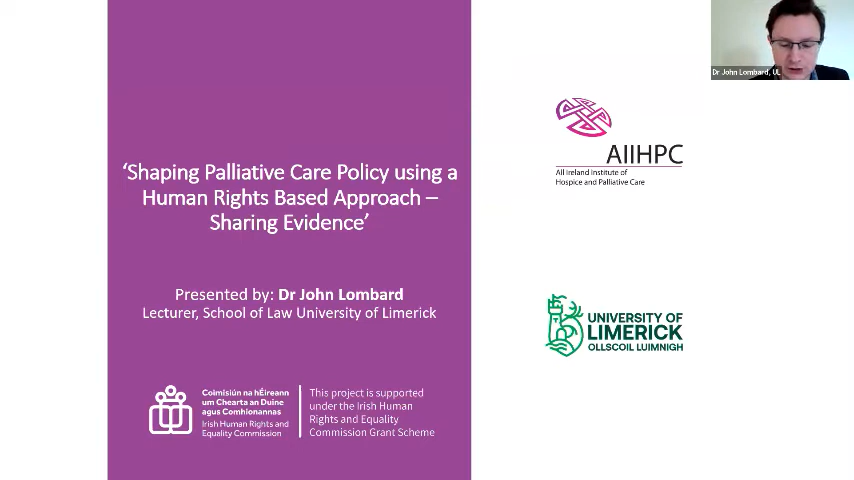 Dr John Lombard, UL
‘Shaping Palliative Care Policy using a
Human Rights Based Approach –
Sharing Evidence’
Presented by: Dr John Lombard
Lecturer, School of Law University of Limerick
Coimisiún na hÉireann
um Chearta an Duine
agus Comhionannas
Irish Human Rights and
Equality Commission
This project is supported
under the Irish Human
Rights and Equality
Commission Grant Scheme
AIIHPC
All Ireland Institute of
Hospice and Palliative Care
UNIVERSITY OF
LIMERICK
OLLSCOIL LUIMNIGH